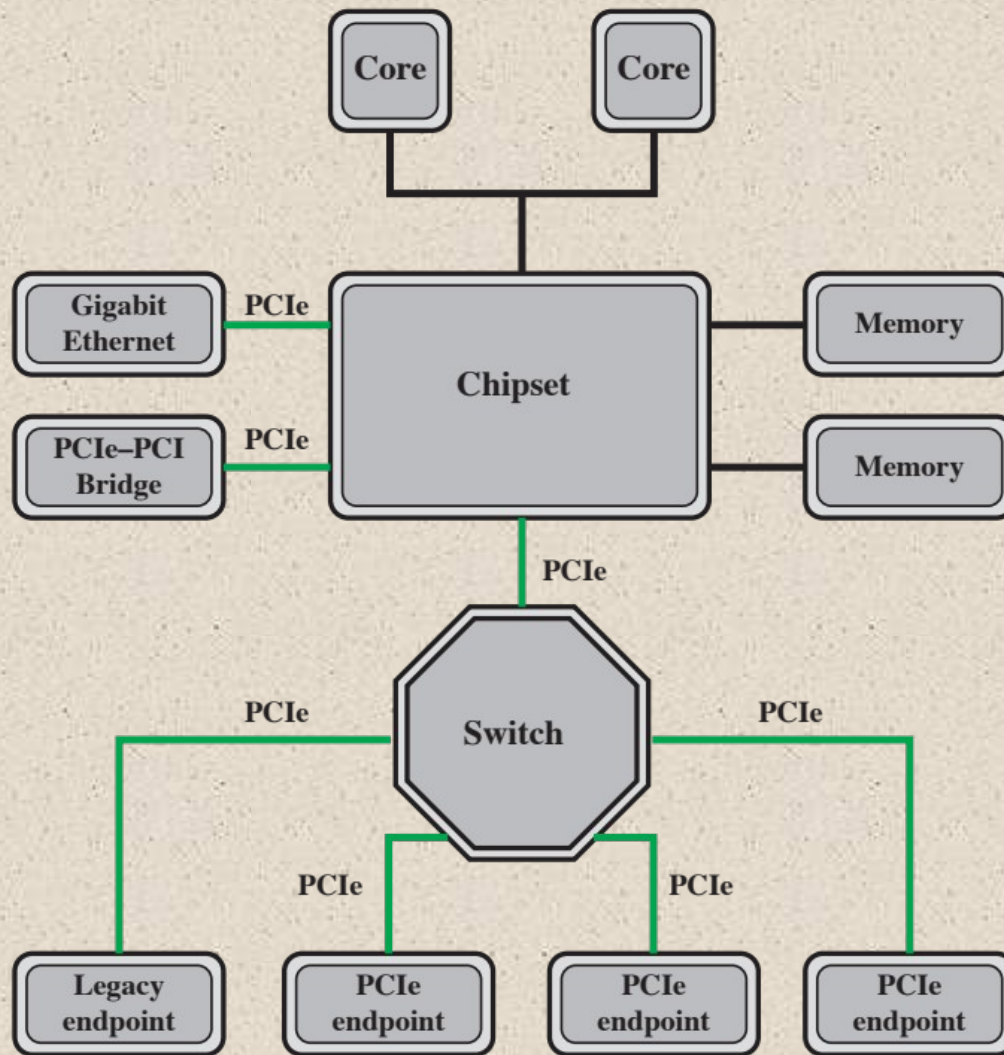 Core
Core
Gigabit
Ethernet
PCIe
Chipset
Memory
PCIe–PCI
Bridge
PCIe
Memory
PCIe
PCIe
Switch
PCIe
PCIe
PCIe
Legacy
endpoint
PCIe
endpoint
PCIe
endpoint
PCIe
endpoint